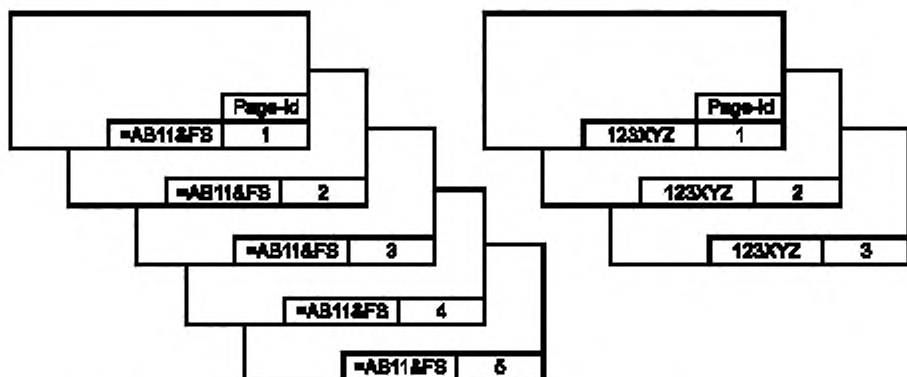 Page-Id
=AB11&FS 1
=AB11&FS 2
=AB11&FS 3
=AB11&FS 4
=AB11&FS 5
Page-Id
123XYZ 1
123XYZ 2
123XYZ 3